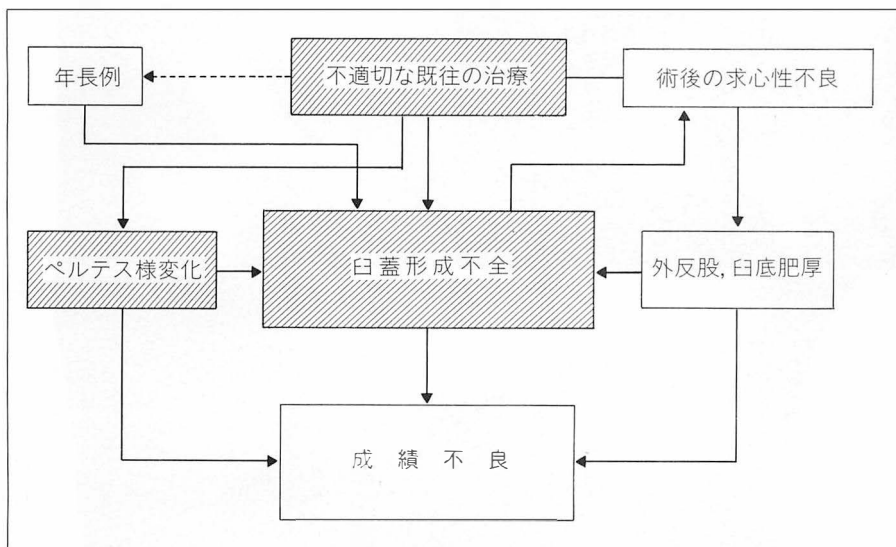 年長例
不適切な既往の治療
術後の求心性不良
ペルテス様変化
臼蓋形成不全
外反股,臼底肥厚
成績不良